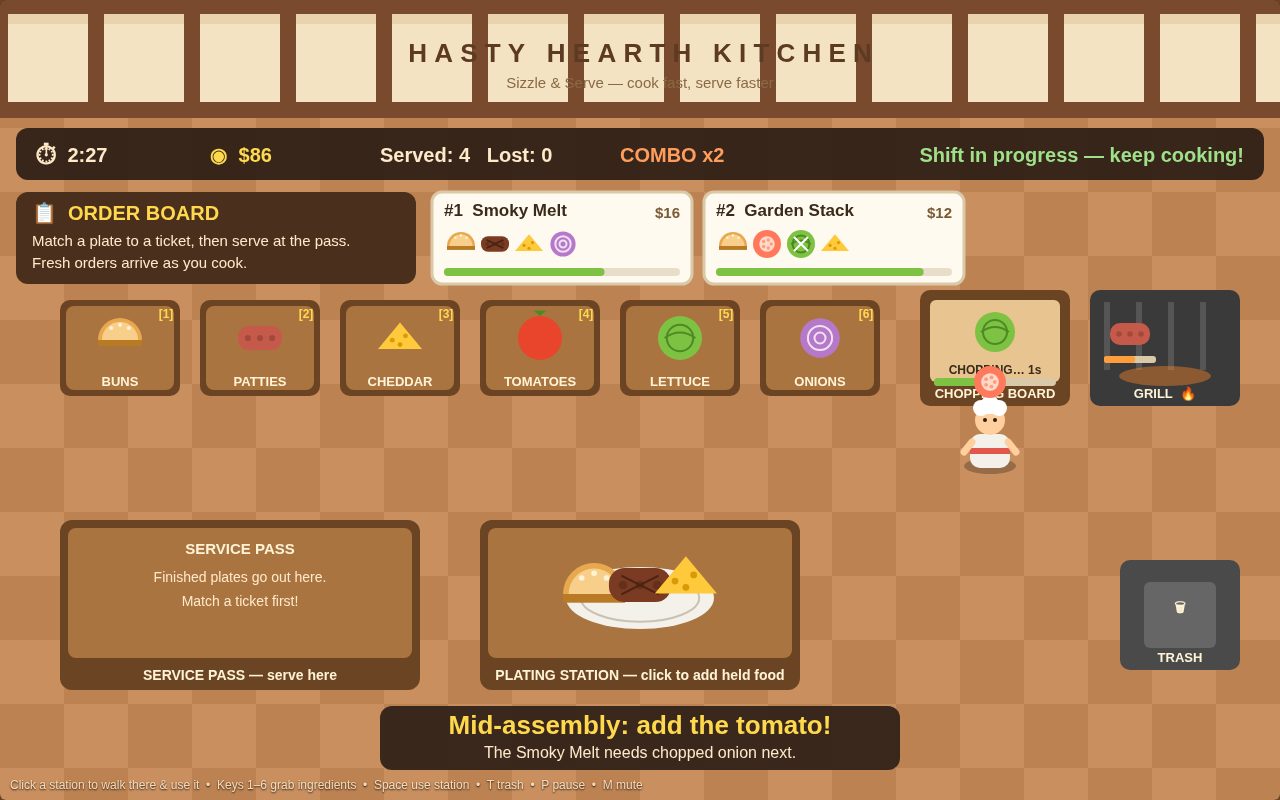 HASTY HEARTH KITCHEN
Sizzle & Serve — cook fast, serve faster
2:27 $86 Served: 4 Lost: 0 COMBO x2 Shift in progress — keep cooking!
ORDER BOARD
Match a plate to a ticket, then serve at the pass.
Fresh orders arrive as you cook.
#1 Smoky Melt $16
#2 Garden Stack $12
[1] BUNS
[2] PATTIES
[3] CHEDDAR
[4] TOMATOES
[5] LETTUCE
[6] ONIONS
CHOPPING… 1s
CHOPPING BOARD
GRILL
SERVICE PASS
Finished plates go out here.
Match a ticket first!
SERVICE PASS — serve here
PLATING STATION — click to add held food
TRASH
Mid-assembly: add the tomato!
The Smoky Melt needs chopped onion next.
Click a station to walk there & use it • Keys 1–6 grab ingredients • Space use station • T trash • P pause • M mute